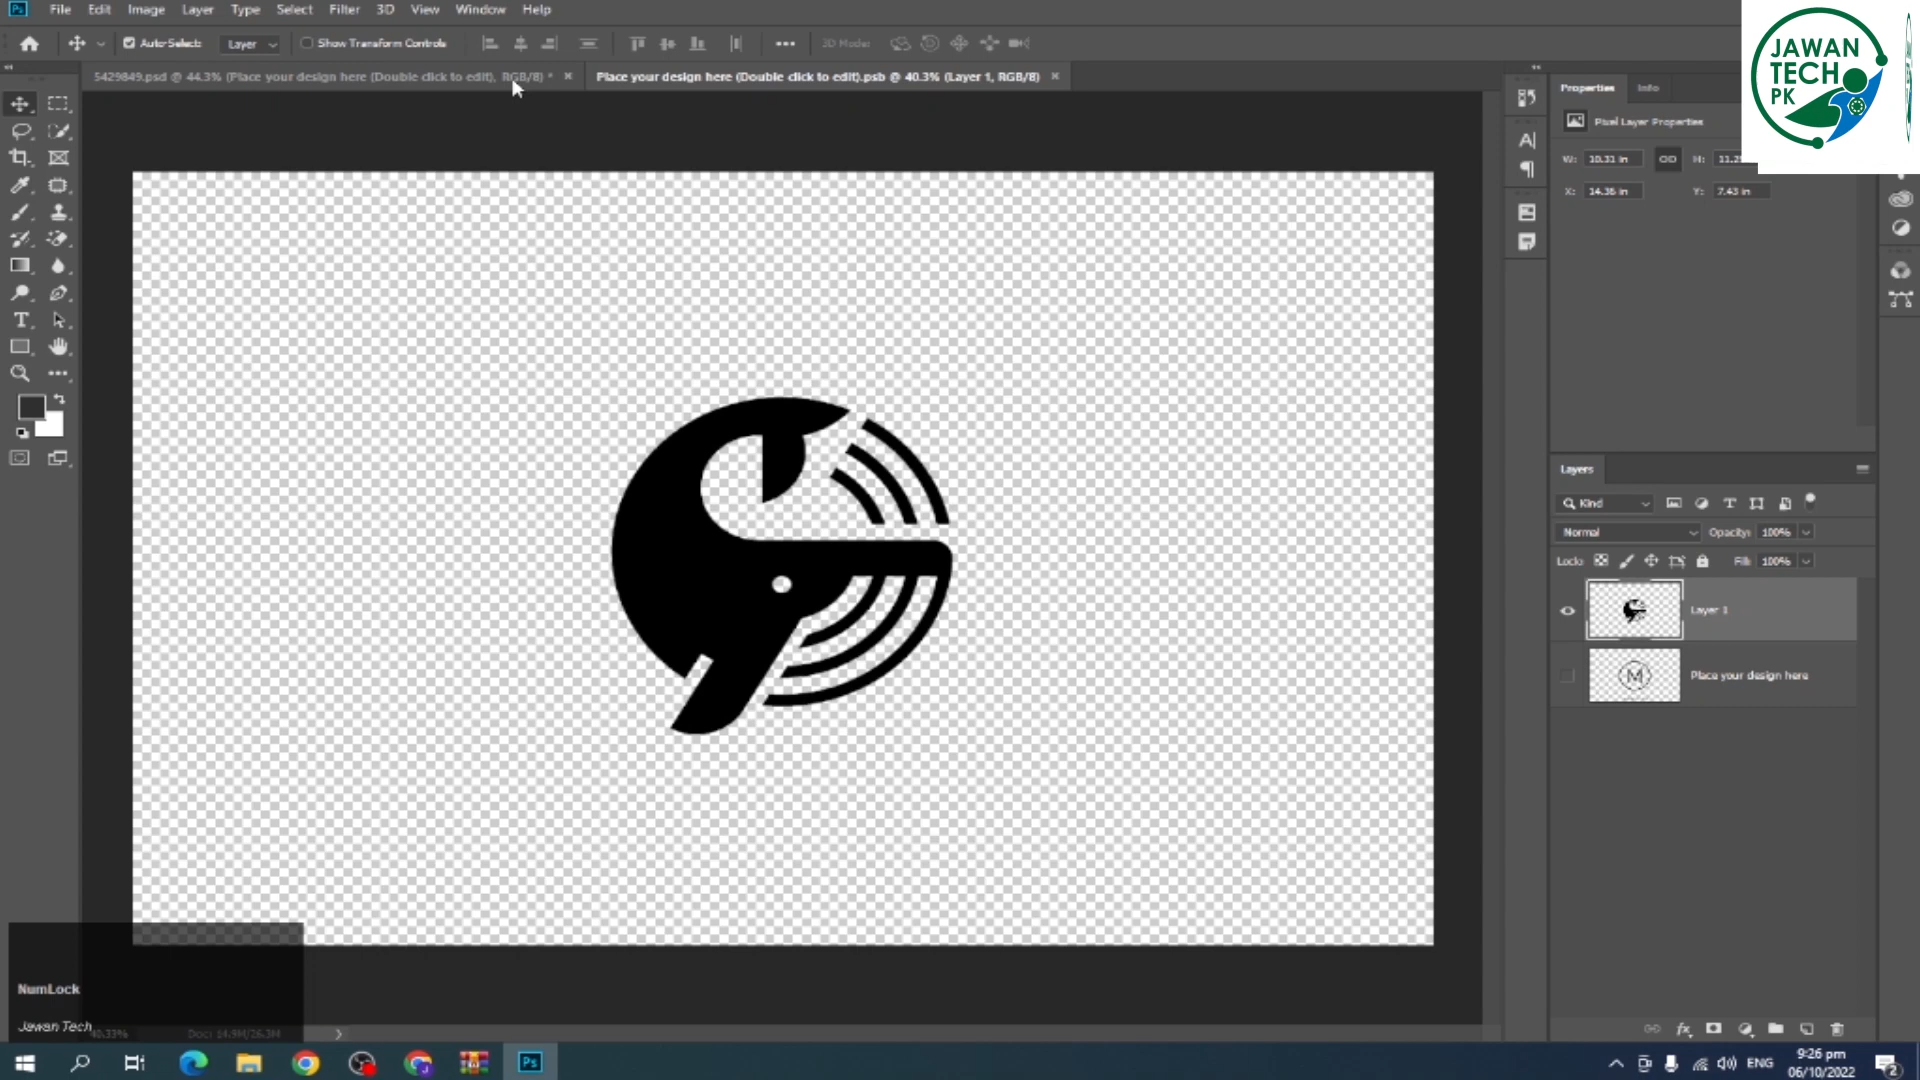 Ps File Edit Image Layer Type Select Filter 3D View Window Help
Auto-Select: Layer Show Transform Controls 3D Mode:
5429849.psd @ 44.3% (Place your design here (Double click to edit), RGB/8) *
Place your design here (Double click to edit).psb @ 40.3% (Layer 1, RGB/8)
JAWAN
TECH
PK
Properties Info
Pixel Layer Properties
W: 10.31 in H:
X: 14.36 in Y: 7.43 in
Layers
Kind
Normal Opacity: 100%
Lock: Fill: 100%
Layer 1
M
Place your design here
NumLock
Jawan Tech
40.33% Doc: 14.9M/26.3M
Ps
ENG
9:26 pm
06/10/2022
2